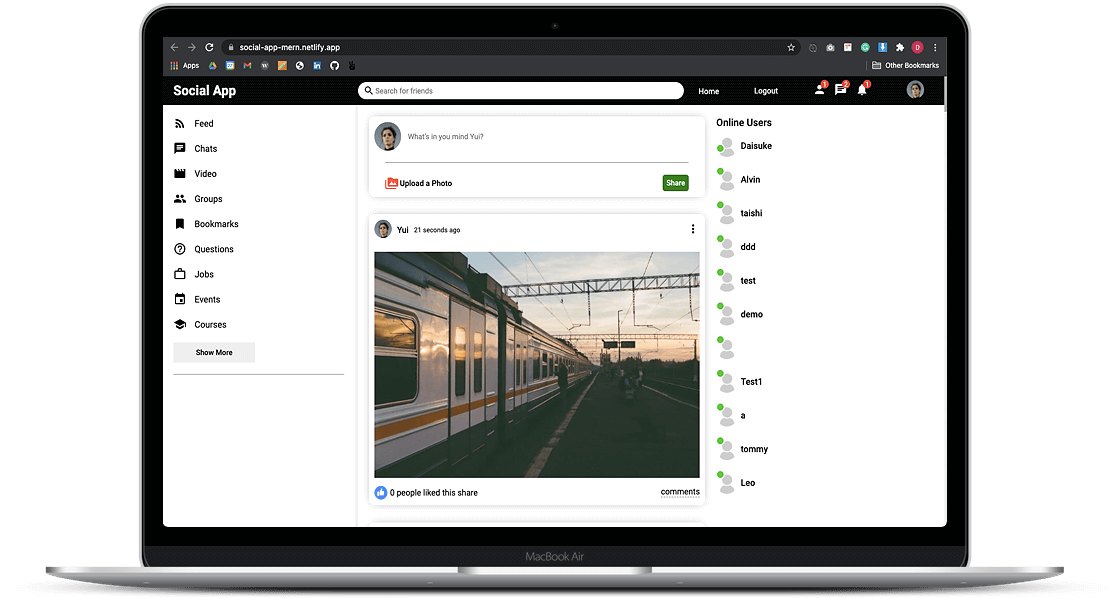 social-app-mern.netlify.app
D
Apps
Other Bookmarks
Social App
Search for friends
Home
Logout
1
2
1
Feed
Chats
Video
Groups
Bookmarks
Questions
Jobs
Events
Courses
Show More
What's in you mind Yui?
Upload a Photo
Share
Yui 21 seconds ago
0 people liked this share
comments
Online Users
Daisuke
Alvin
taishi
ddd
test
demo
Test1
a
tommy
Leo
MacBook Air